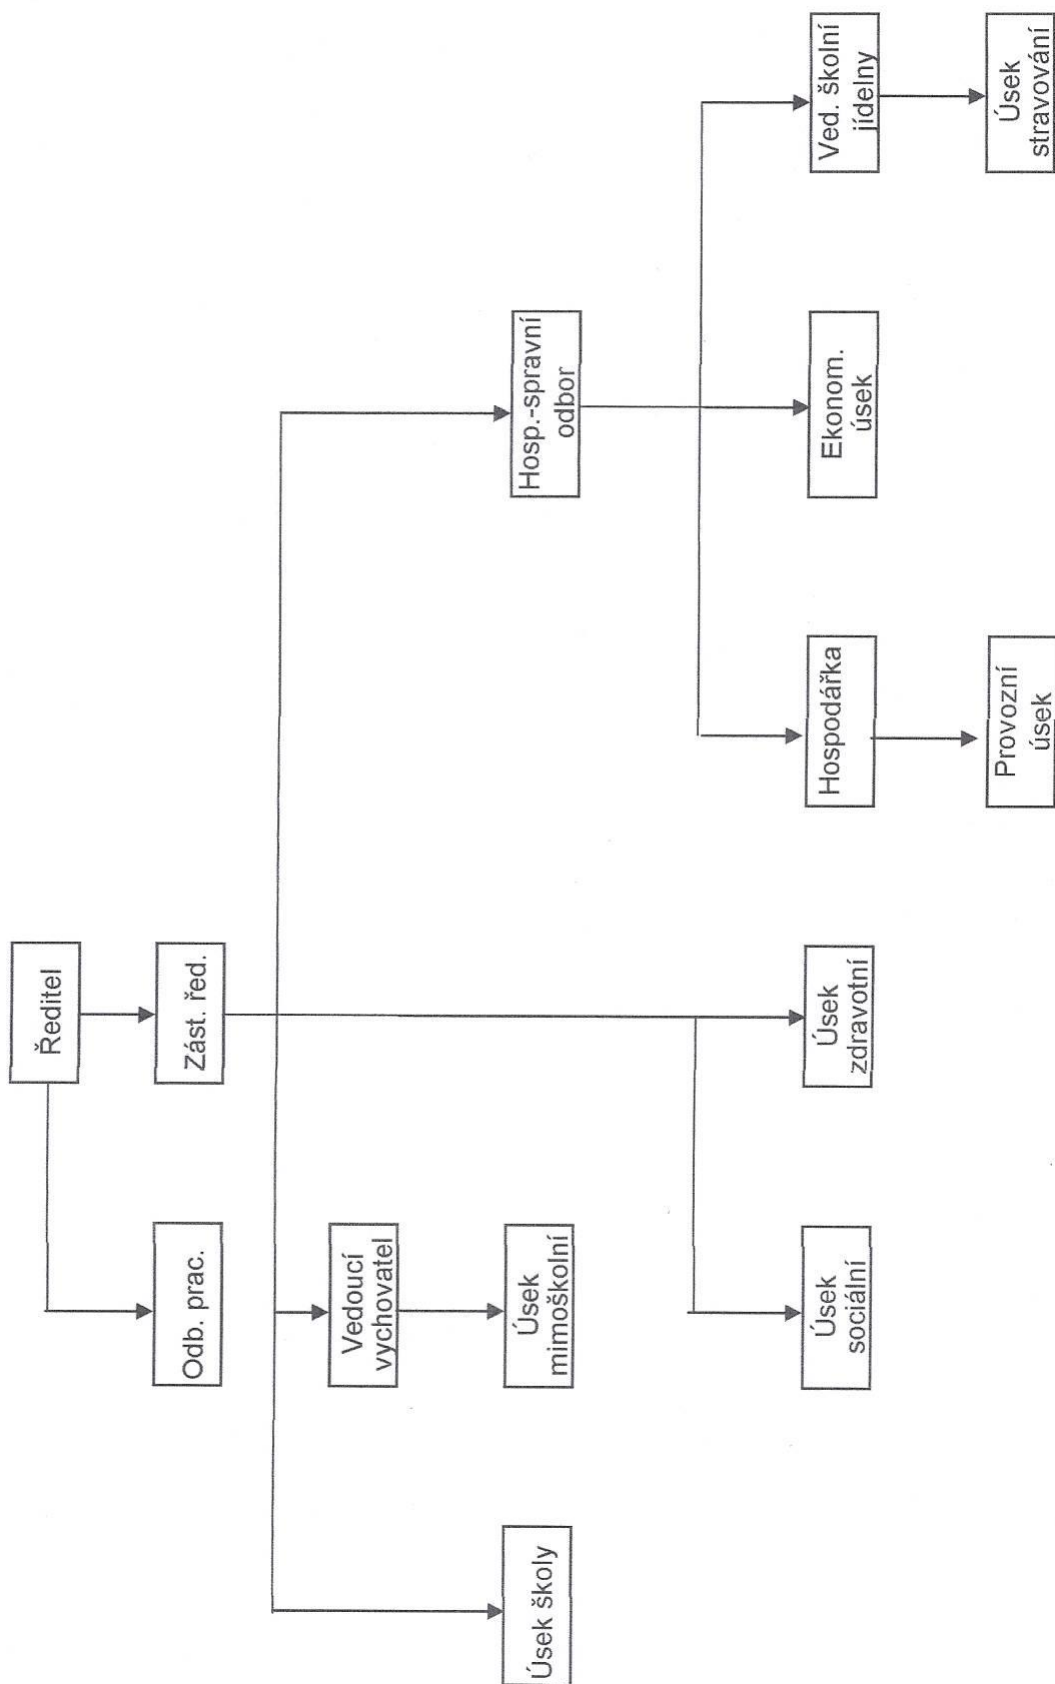 Ředitel
Odb. prac.
Zást. řed.
Vedoucí
vychovatel
Úsek školy
Úsek
mimoškolní
Hosp.-spravní
odbor
Úsek
sociální
Úsek
zdravotní
Hospodářka
Ekonom.
úsek
Ved. školní
jídelny
Provozní
úsek
Úsek
stravování